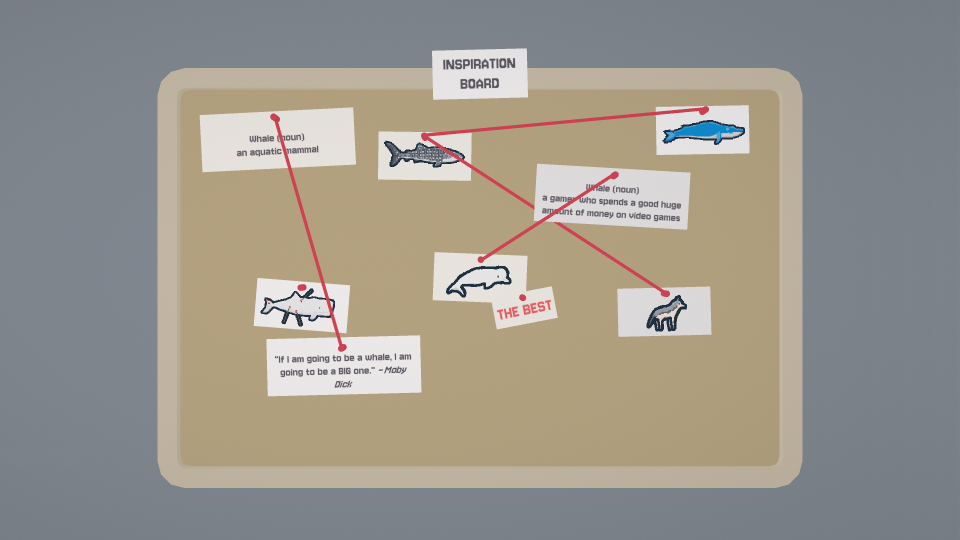 INSPIRATION
BOARD
Whale (noun)
an aquatic mammal
Whale (noun)
a gamer who spends a good huge
amount of money on video games
THE BEST
"If I am going to be a whale, I am
going to be a BIG one." - Moby
Dick